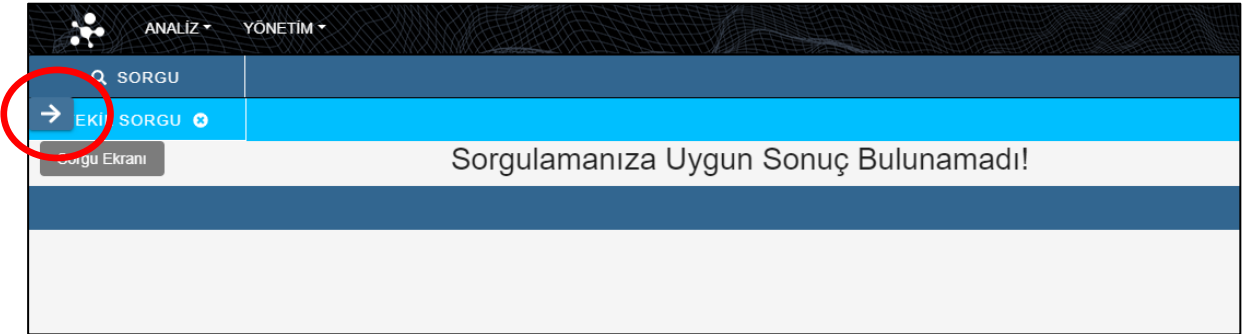 ANALİZ YÖNETİM
SORGU
SORGU
Sorgu Ekranı
Sorgulamanıza Uygun Sonuç Bulunamadı!